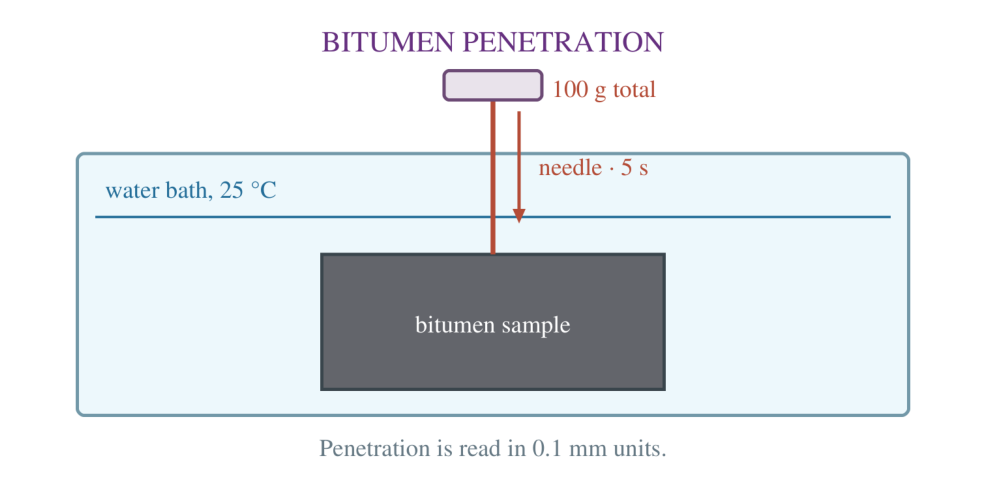 BITUMEN PENETRATION
100 g total
needle · 5 s
water bath, 25 °C
bitumen sample
Penetration is read in 0.1 mm units.